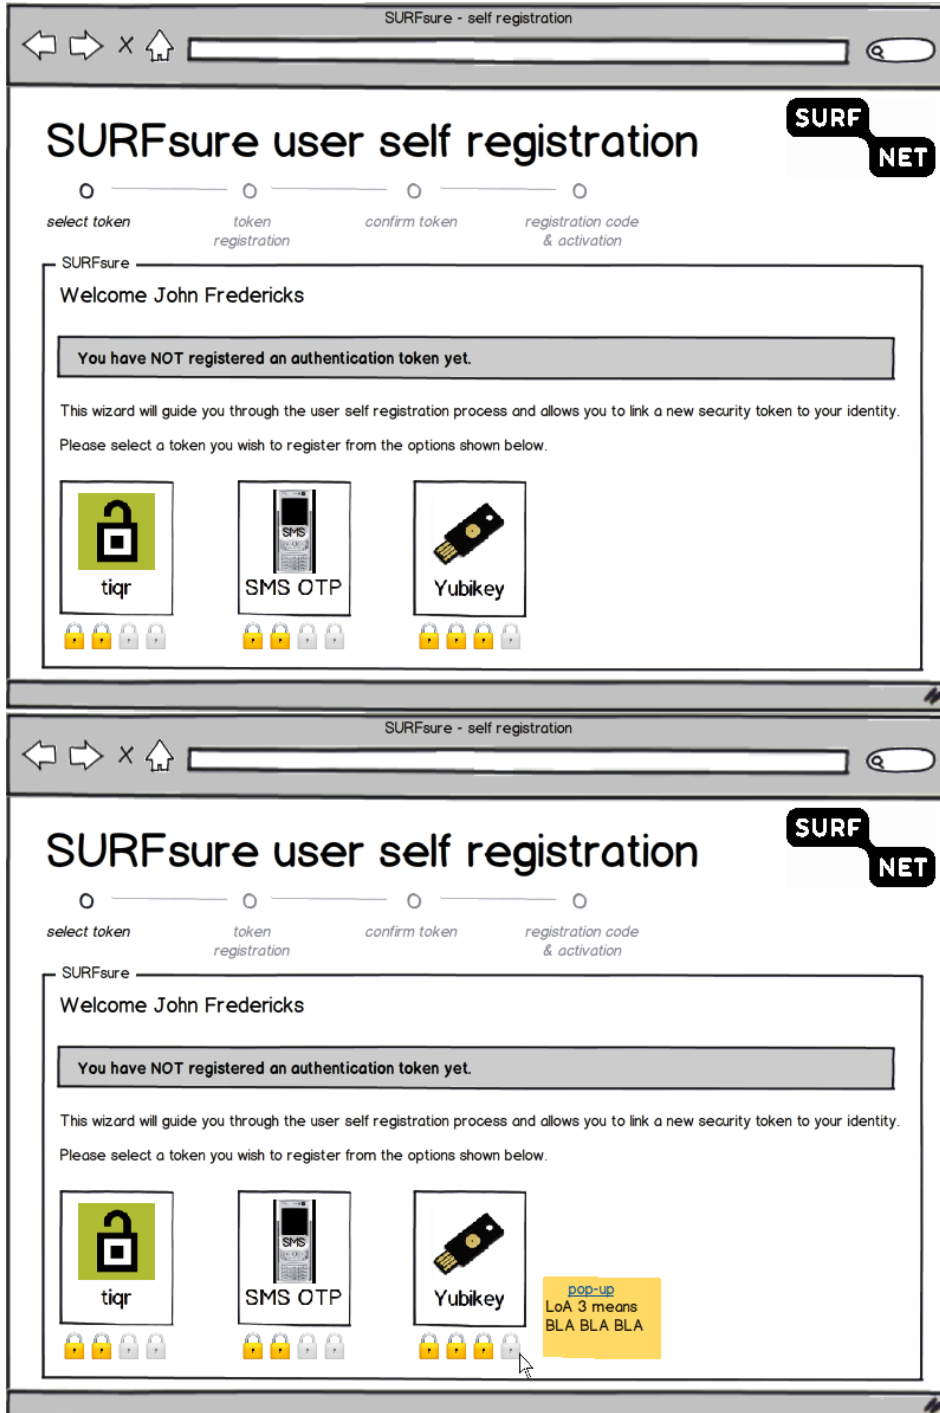 SURFsure - self registration
SURFsure user self registration
SURF
NET
select token
token
registration
confirm token
registration code
& activation
SURFsure
Welcome John Fredericks
You have NOT registered an authentication token yet.
This wizard will guide you through the user self registration process and allows you to link a new security token to your identity.
Please select a token you wish to register from the options shown below.
SMS
tiqr
SMS OTP
Yubikey
SURFsure - self registration
SURFsure user self registration
SURF
NET
select token
token
registration
confirm token
registration code
& activation
SURFsure
Welcome John Fredericks
You have NOT registered an authentication token yet.
This wizard will guide you through the user self registration process and allows you to link a new security token to your identity.
Please select a token you wish to register from the options shown below.
SMS
tiqr
SMS OTP
Yubikey
pop-up
LoA 3 means
BLA BLA BLA